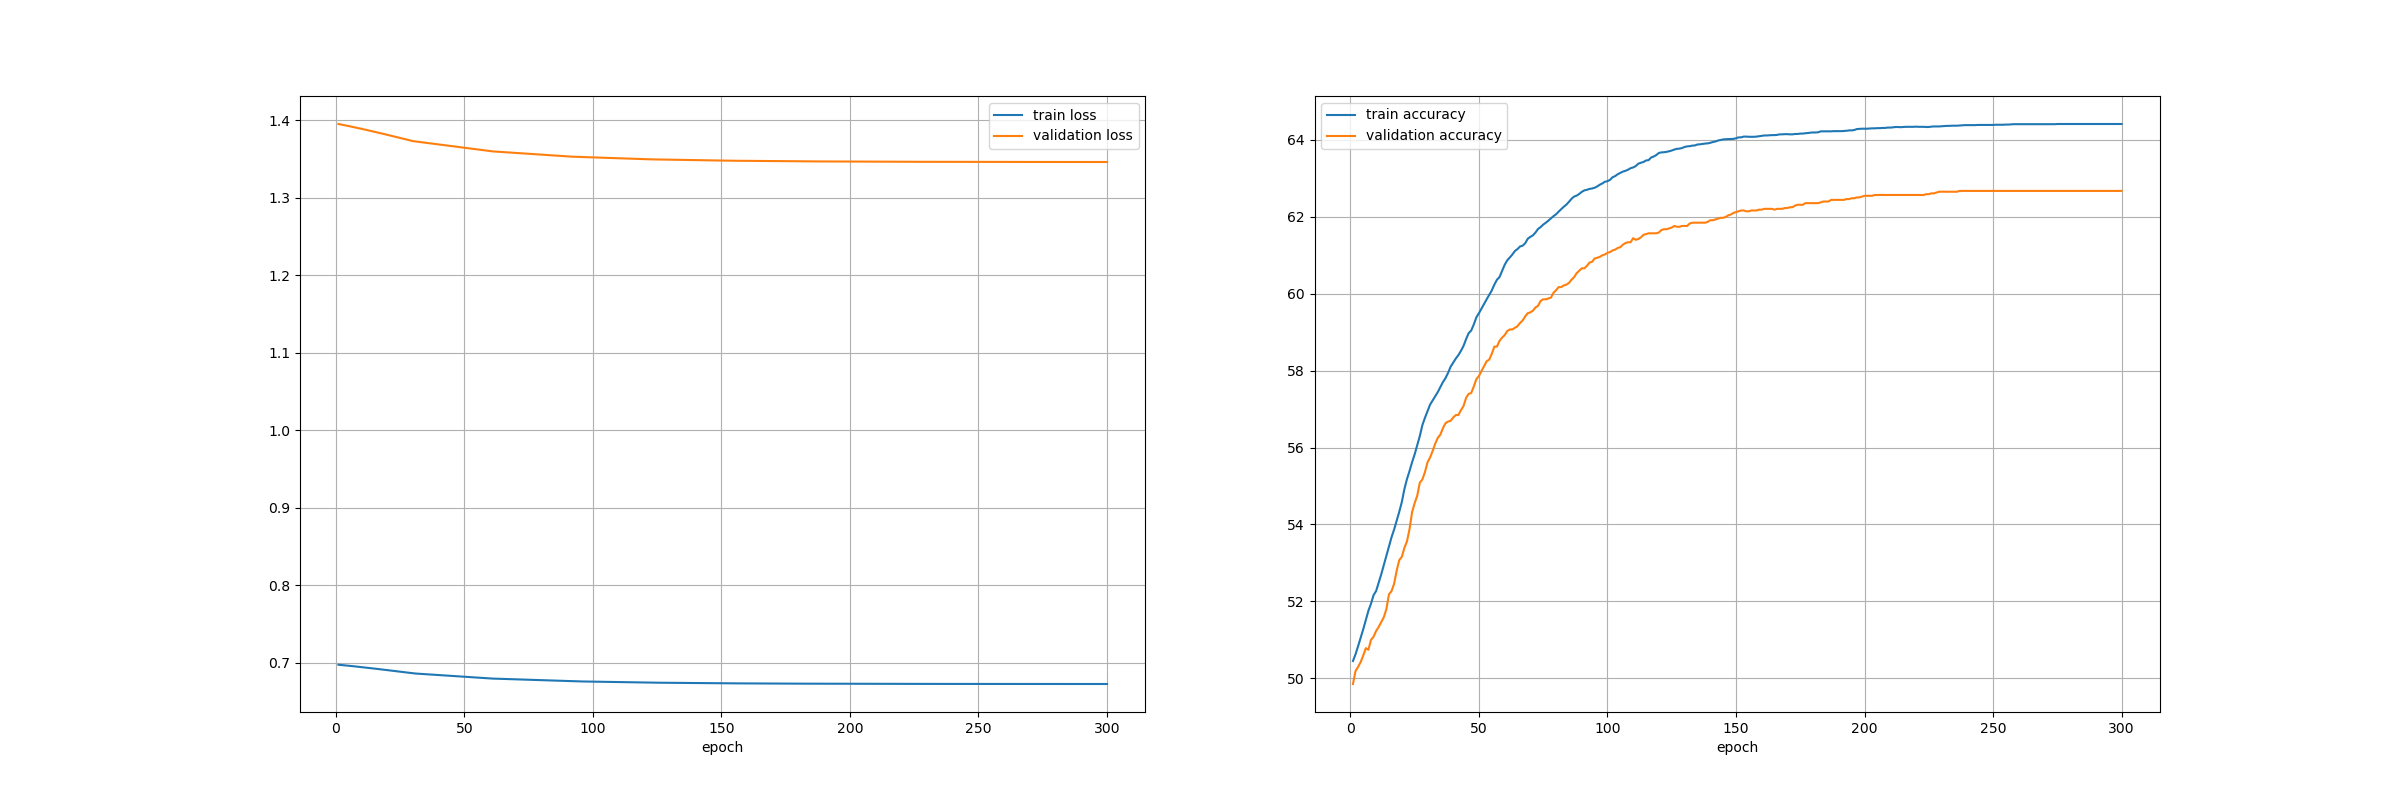 1.4
1.3
1.2
1.1
1.0
0.9
0.8
0.7
0 50 100 150 200 250 300
epoch
train loss
validation loss
64
62
60
58
56
54
52
50
0 50 100 150 200 250 300
epoch
train accuracy
validation accuracy